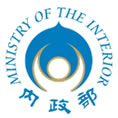 MINISTRY OF THE INTERIOR
內政部